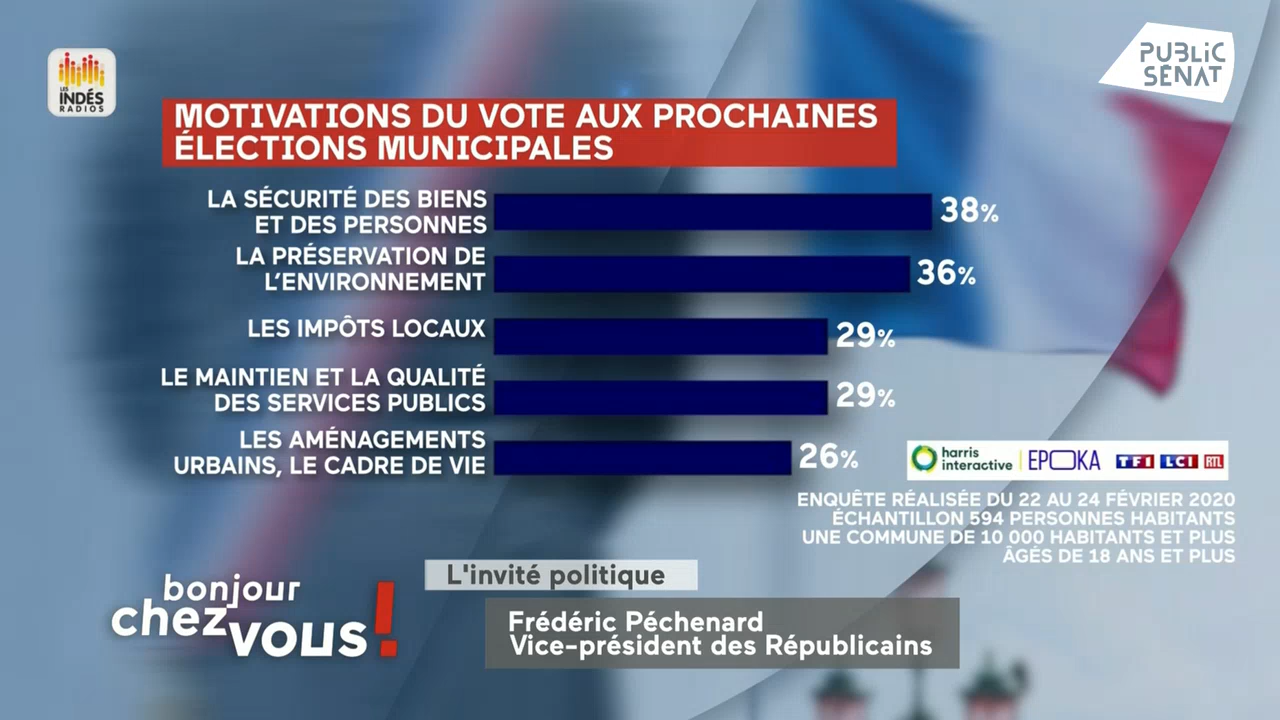 LES
INDÉS
RADIOS
PUBLIC
SÉNAT
MOTIVATIONS DU VOTE AUX PROCHAINES
ÉLECTIONS MUNICIPALES
LA SÉCURITÉ DES BIENS
ET DES PERSONNES
38%
LA PRÉSERVATION DE
L'ENVIRONNEMENT
36%
LES IMPÔTS LOCAUX
29%
LE MAINTIEN ET LA QUALITÉ
DES SERVICES PUBLICS
29%
LES AMÉNAGEMENTS
URBAINS, LE CADRE DE VIE
26%
harris
interactive
EPOKA
TF1 LCI RTL
ENQUÊTE RÉALISÉE DU 22 AU 24 FÉVRIER 2020
ÉCHANTILLON 594 PERSONNES HABITANTS
UNE COMMUNE DE 10 000 HABITANTS ET PLUS
ÂGÉS DE 18 ANS ET PLUS
bonjour
chez
vous!
L'invité politique
Frédéric Péchenard
Vice-président des Républicains